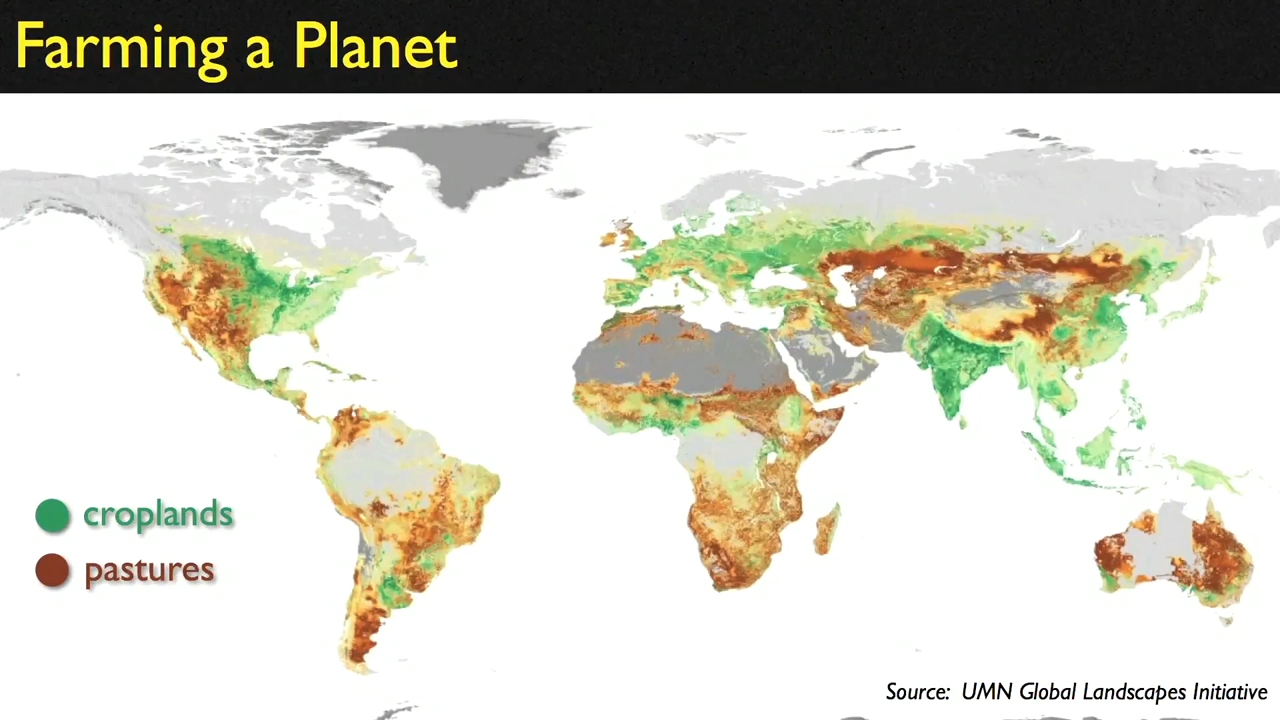 Farming a Planet
croplands
pastures
Source: UMN Global Landscapes Initiative